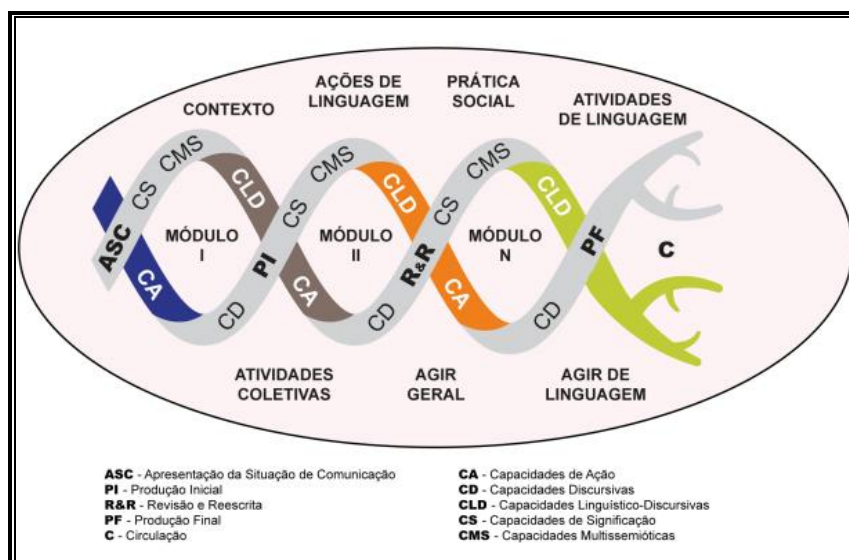 CONTEXTO
AÇÕES DE
LINGUAGEM
PRÁTICA
SOCIAL
ATIVIDADES
DE LINGUAGEM
ASC
CS
CMS
CLD
CA
MÓDULO
I
CD
PI
CS
CMS
CLD
CA
MÓDULO
II
CD
R&R
CS
CMS
CLD
CA
MÓDULO
N
CD
PF
C
ATIVIDADES
COLETIVAS
AGIR
GERAL
AGIR DE
LINGUAGEM
ASC - Apresentação da Situação de Comunicação
PI - Produção Inicial
R&R - Revisão e Reescrita
PF - Produção Final
C - Circulação
CA - Capacidades de Ação
CD - Capacidades Discursivas
CLD - Capacidades Linguístico-Discursivas
CS - Capacidades de Significação
CMS - Capacidades Multissemióticas